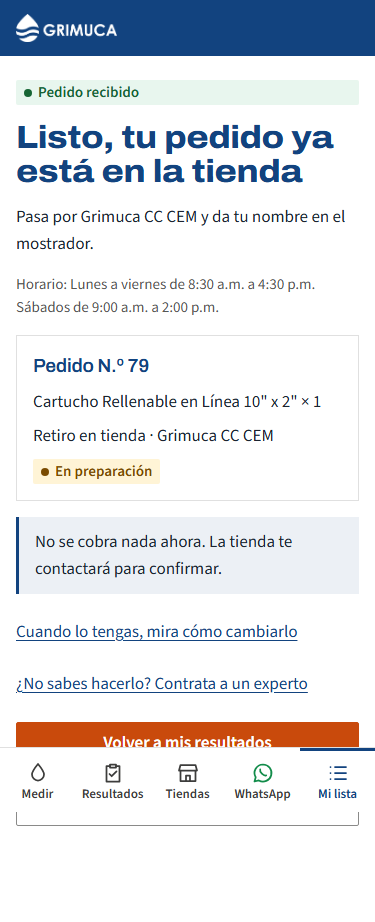 GRIMUCA
Pedido recibido
Listo, tu pedido ya
está en la tienda
Pasa por Grimuca CC CEM y da tu nombre en el
mostrador.
Horario: Lunes a viernes de 8:30 a.m. a 4:30 p.m.
Sábados de 9:00 a.m. a 2:00 p.m.
Pedido N.º 79
Cartucho Rellenable en Línea 10" x 2" × 1
Retiro en tienda · Grimuca CC CEM
En preparación
No se cobra nada ahora. La tienda te
contactará para confirmar.
Cuando lo tengas, mira cómo cambiarlo
¿No sabes hacerlo? Contrata a un experto
Volver a mis resultados
Medir Resultados Tiendas WhatsApp Mi lista